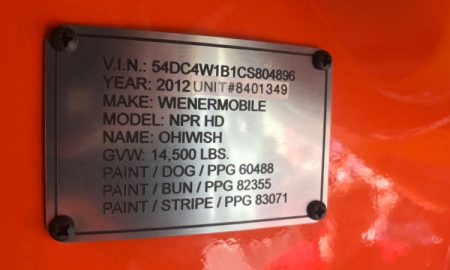 V.I.N.: 54DC4W1B1CS804896
YEAR: 2012 UNIT#8401349
MAKE: WIENERMOBILE
MODEL: NPR HD
NAME: OHIWISH
GVW: 14,500 LBS.
PAINT / DOG / PPG 60488
PAINT / BUN / PPG 82355
PAINT / STRIPE / PPG 83071